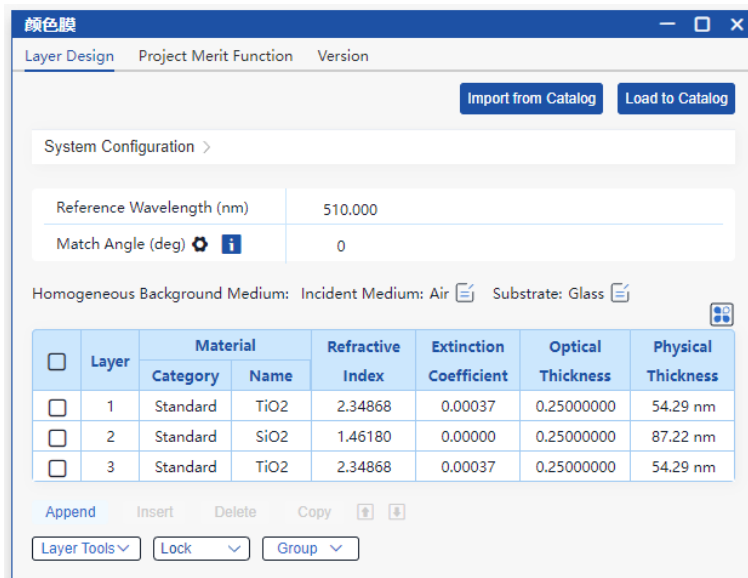 颜色膜
Layer Design Project Merit Function Version
Import from Catalog Load to Catalog
System Configuration >
Reference Wavelength (nm) 510.000
Match Angle (deg) i 0
Homogeneous Background Medium: Incident Medium: Air Substrate: Glass
Layer Material Refractive Index Extinction Coefficient Optical Thickness Physical Thickness
Category Name
1 Standard TiO2 2.34868 0.00037 0.25000000 54.29 nm
2 Standard SiO2 1.46180 0.00000 0.25000000 87.22 nm
3 Standard TiO2 2.34868 0.00037 0.25000000 54.29 nm
Append Insert Delete Copy
Layer Tools Lock Group